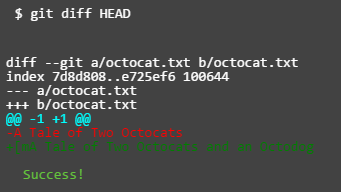 $ git diff HEAD
diff --git a/octocat.txt b/octocat.txt
index 7d8d808..e725ef6 100644
--- a/octocat.txt
+++ b/octocat.txt
@@ -1 +1 @@
-A Tale of Two Octocats
+[mA Tale of Two Octocats and an Octodog
Success!